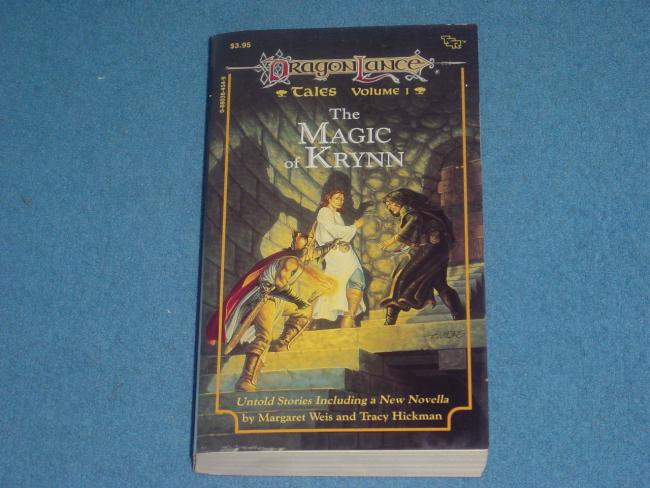 $3.95
TSR
DRAGONLANCE
Tales Volume 1
The
MAGIC
of KRYNN
Untold Stories Including a New Novella
by Margaret Weis and Tracy Hickman